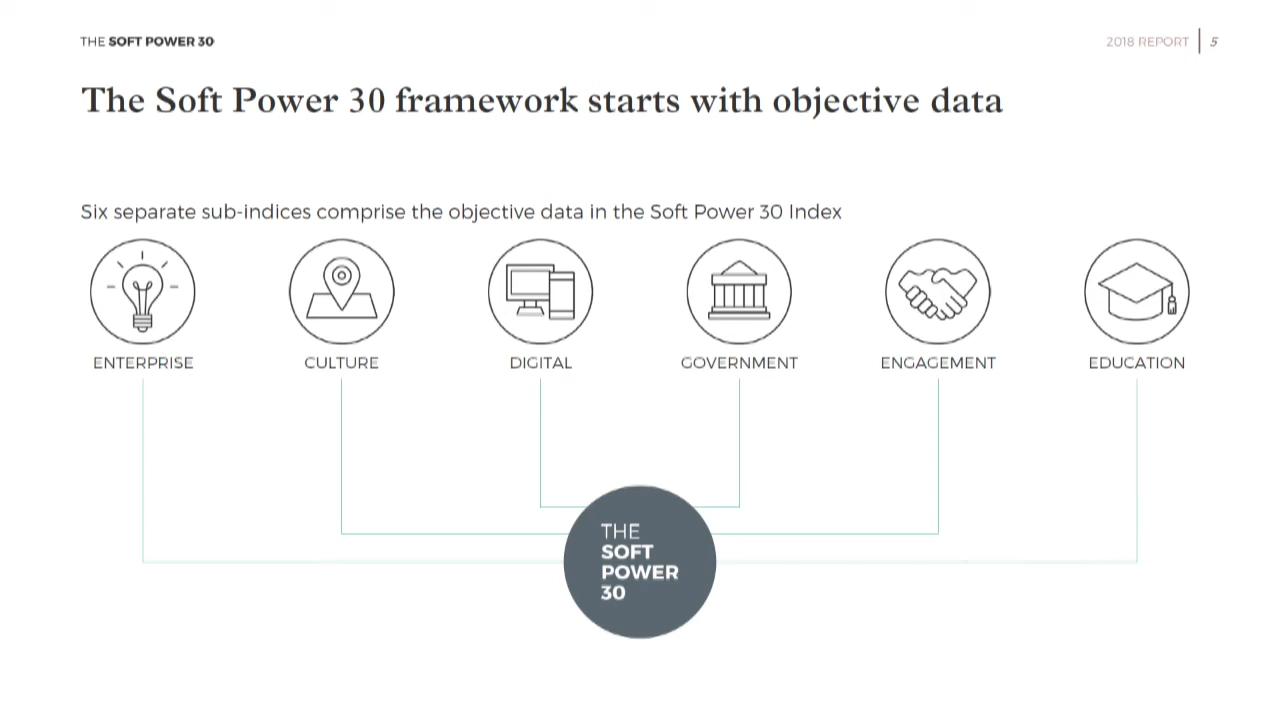 THE SOFT POWER 30
2018 REPORT | 5
The Soft Power 30 framework starts with objective data
Six separate sub-indices comprise the objective data in the Soft Power 30 Index
ENTERPRISE
CULTURE
DIGITAL
GOVERNMENT
ENGAGEMENT
EDUCATION
THE
SOFT
POWER
30